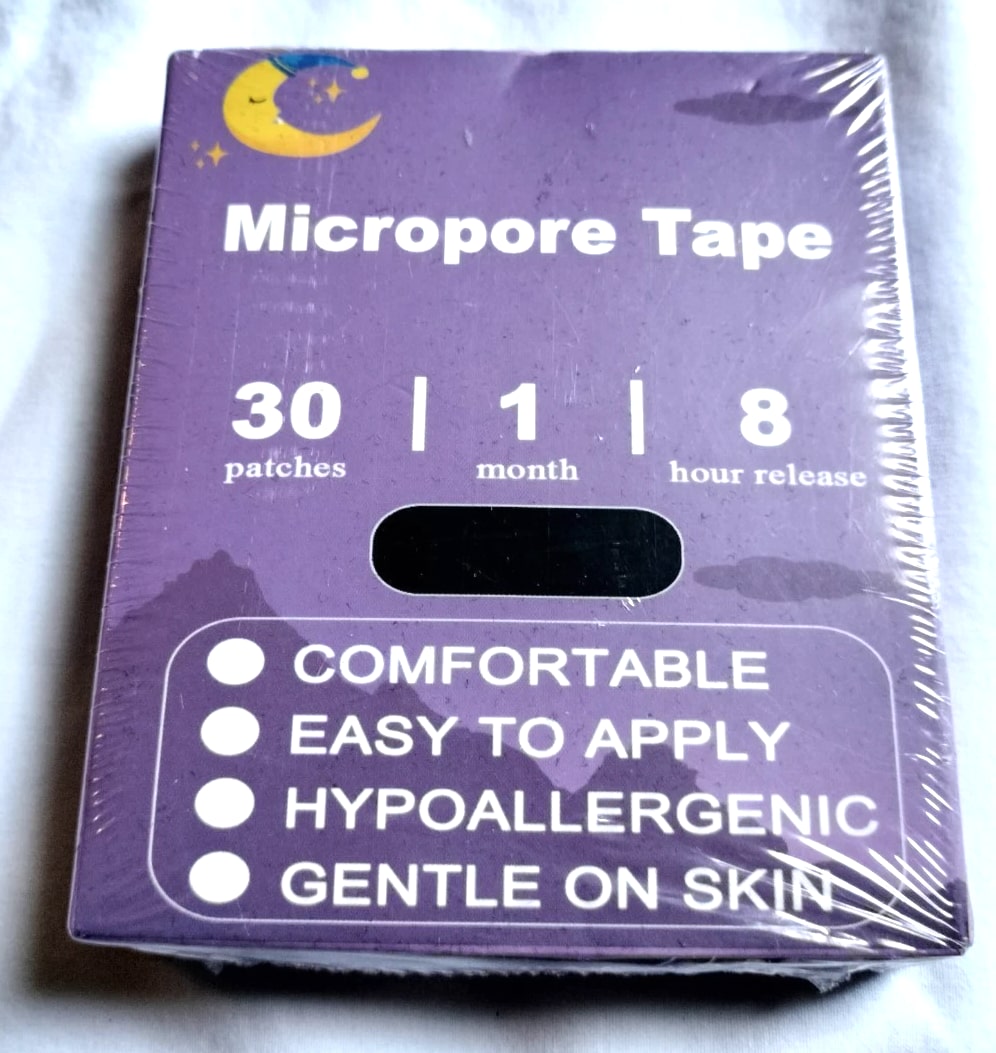 Micropore Tape
30 | 1 | 8
patches month hour release
COMFORTABLE
EASY TO APPLY
HYPOALLERGENIC
GENTLE ON SKIN